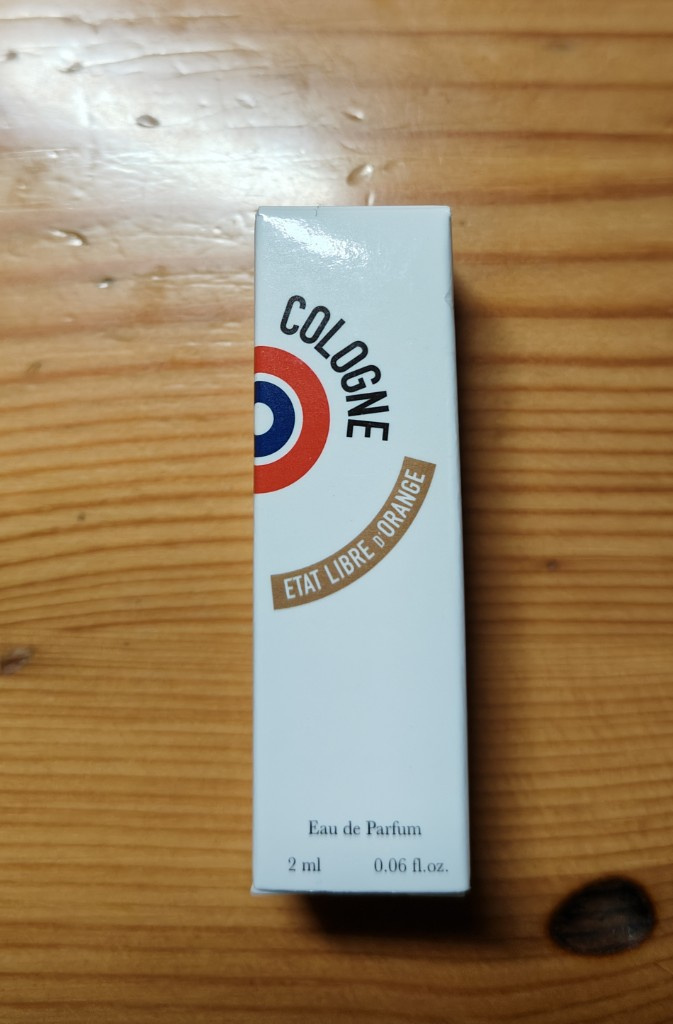 COLOGNE
ETAT LIBRE D'ORANGE
Eau de Parfum
2 ml 0.06 fl.oz.